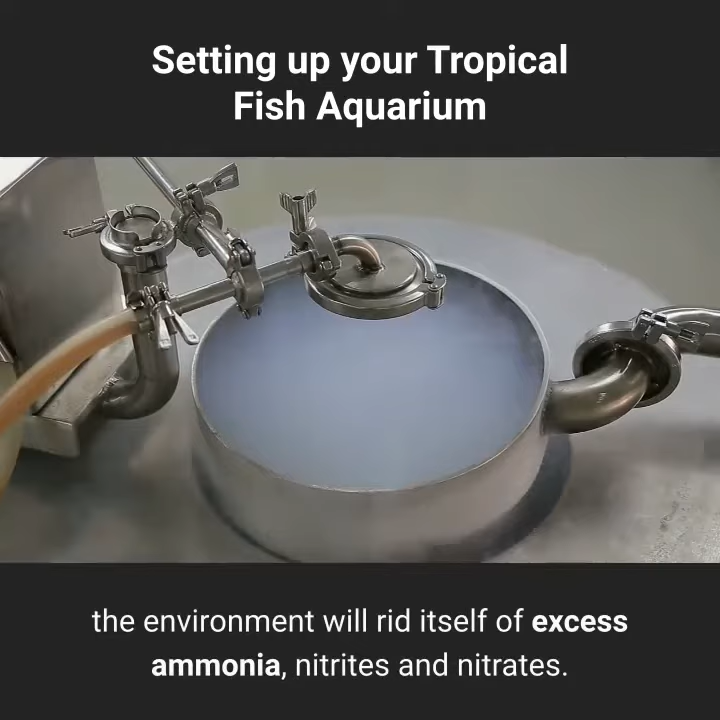 Setting up your Tropical
Fish Aquarium
the environment will rid itself of excess
ammonia, nitrites and nitrates.